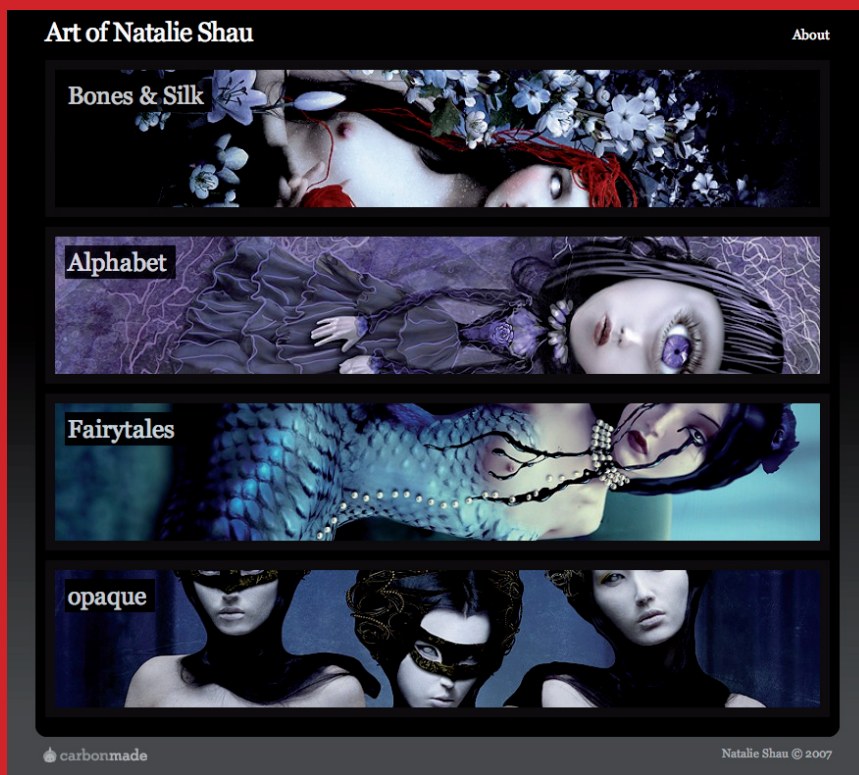 Art of Natalie Shau
About
Bones & Silk
Alphabet
Fairytales
opaque
carbonmade
Natalie Shau © 2007